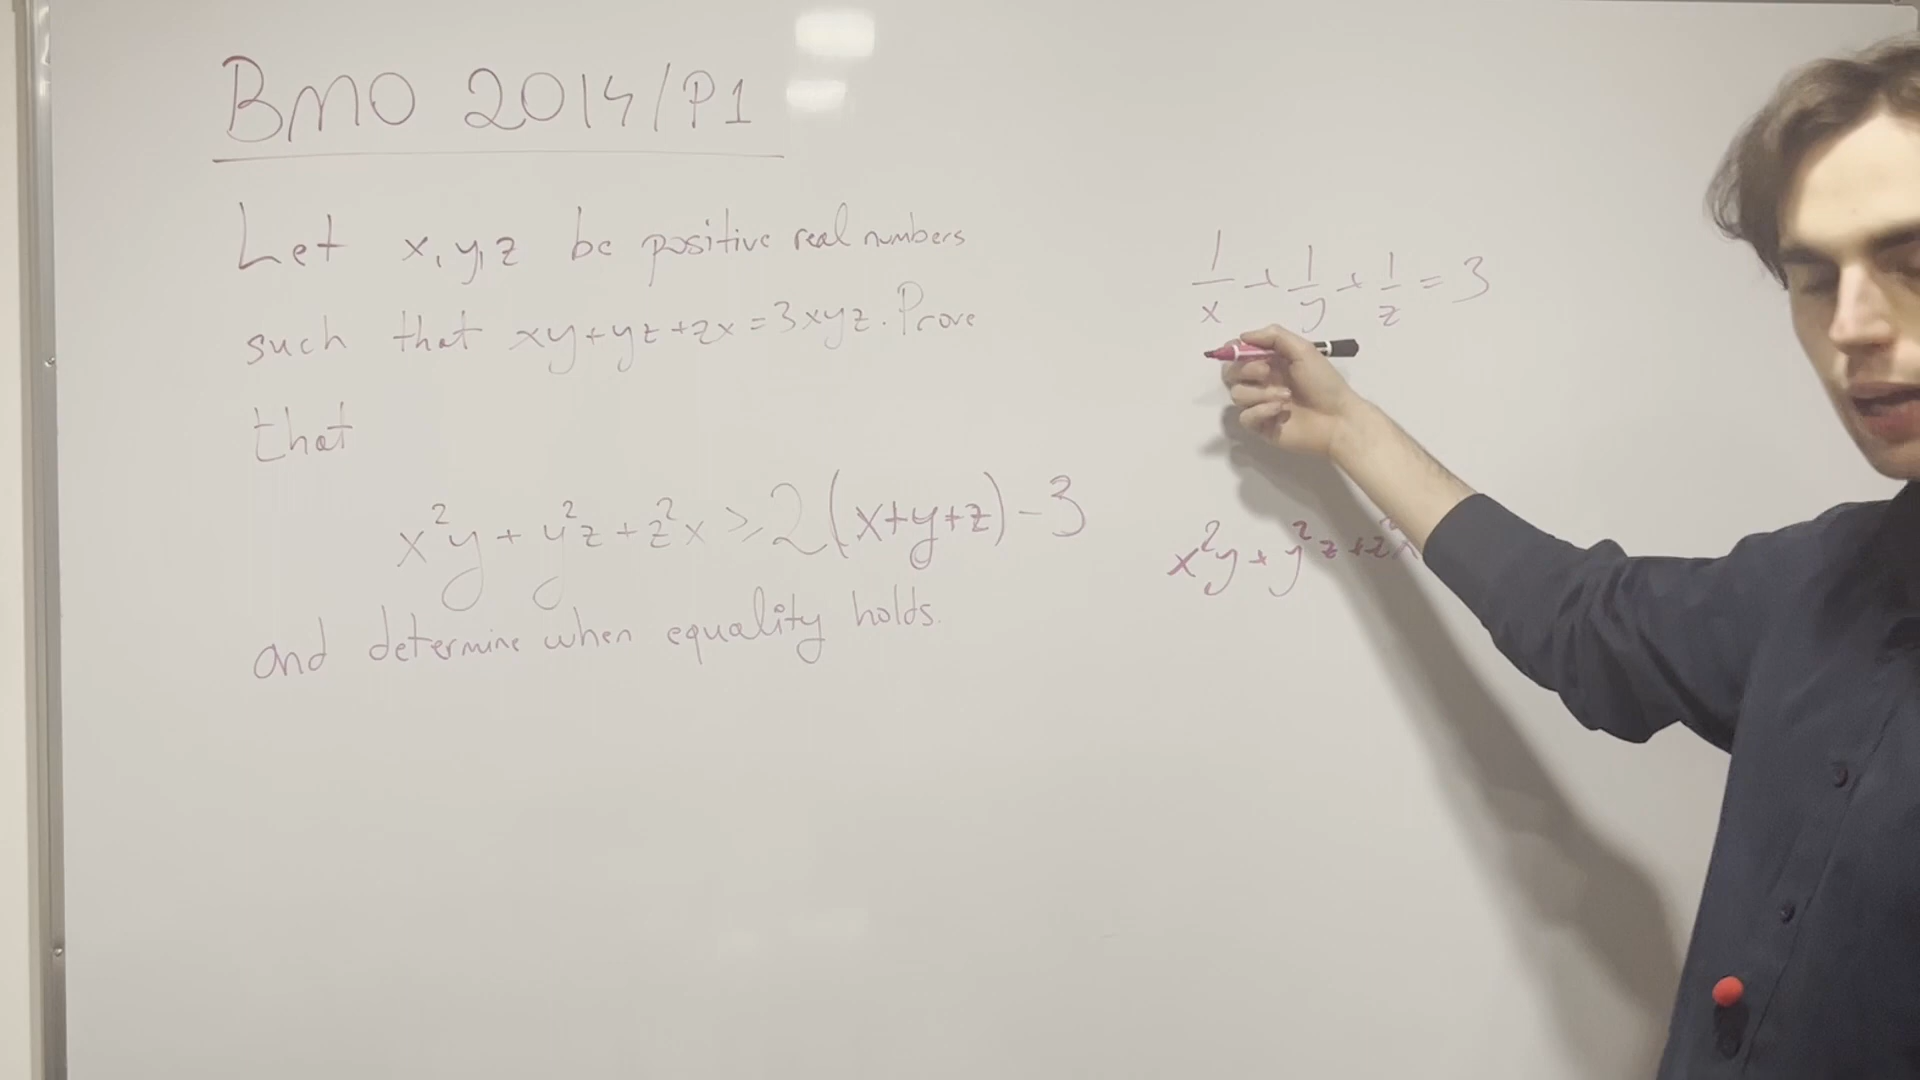 BMO 2014/P1
Let x, y, z be positive real numbers
such that xy+yz+zx=3xyz. Prove
that
x²y + y²z + z²x ≥ 2(x+y+z) - 3
and determine when equality holds.
1/x + 1/y + 1/z = 3
x²y + y²z + z²x